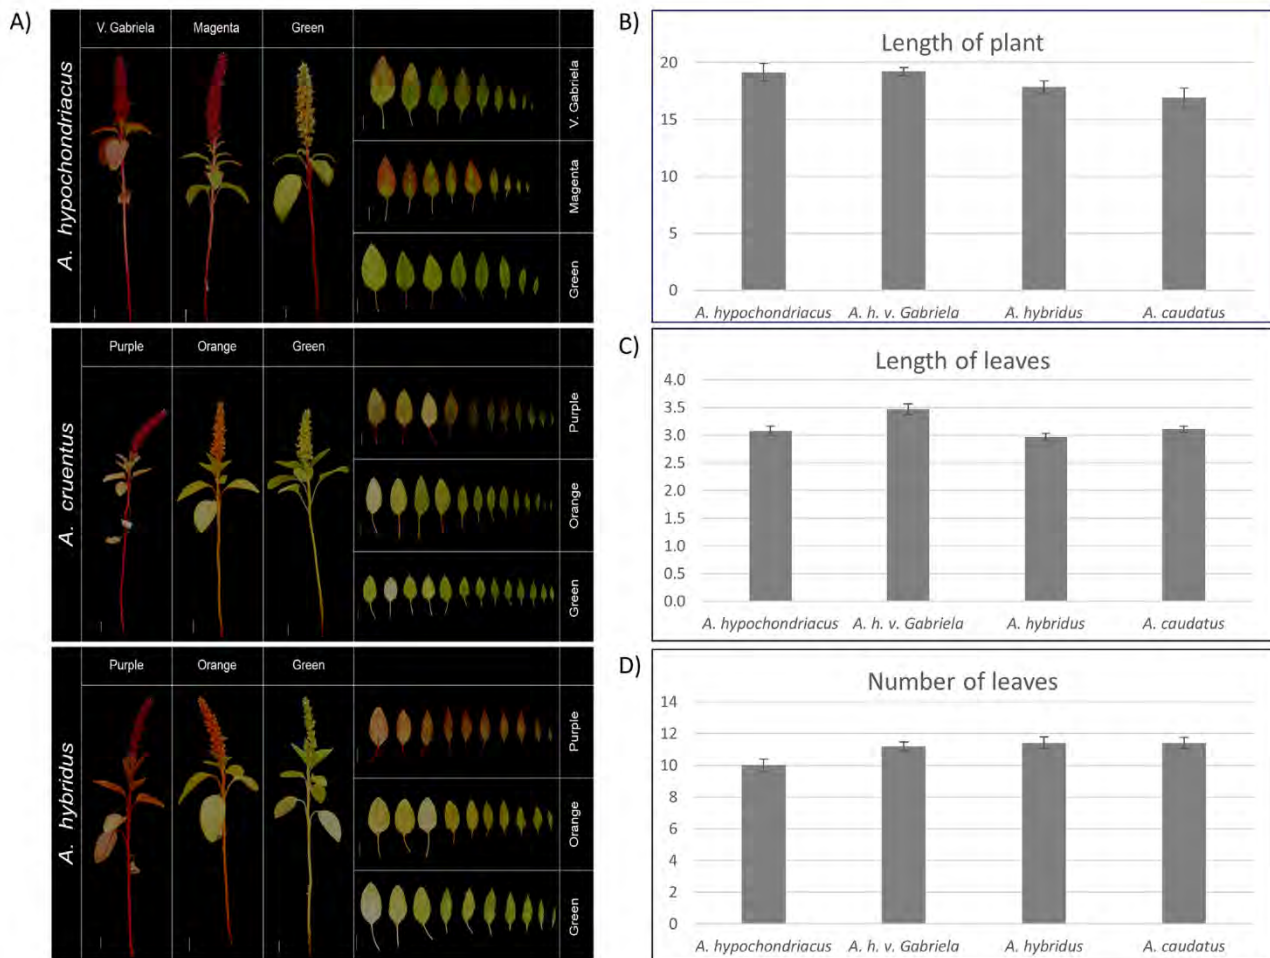 A)
V. Gabriela Magenta Green
A. hypochondriacus
V. Gabriela
Magenta
Green
Purple Orange Green
A. cruentus
Purple
Orange
Green
Purple Orange Green
A. hybridus
Purple
Orange
Green
B)
Length of plant
20
15
10
5
0
A. hypochondriacus A. h. v. Gabriela A. hybridus A. caudatus
C)
Length of leaves
4.0
3.5
3.0
2.5
2.0
1.5
1.0
0.5
0.0
A. hypochondriacus A. h. v. Gabriela A. hybridus A. caudatus
D)
Number of leaves
14
12
10
8
6
4
2
0
A. hypochondriacus A. h. v. Gabriela A. hybridus A. caudatus